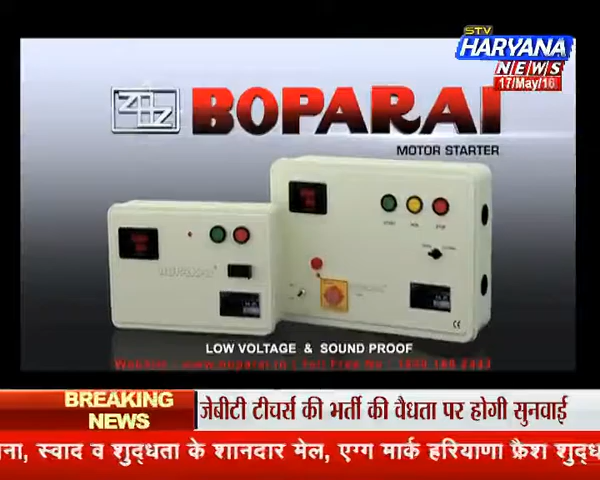 STV
HARYANA
NEWS
17/May/16
BOPARAI
MOTOR STARTER
LOW VOLTAGE & SOUND PROOF
BREAKING
NEWS
जेबीटी टीचर्स की भर्ती की वैधता पर होगी सुनवाई
ना, स्वाद व शुद्धता के शानदार मेल, एग्ग मार्क हरियाणा फ्रैश शुद्ध